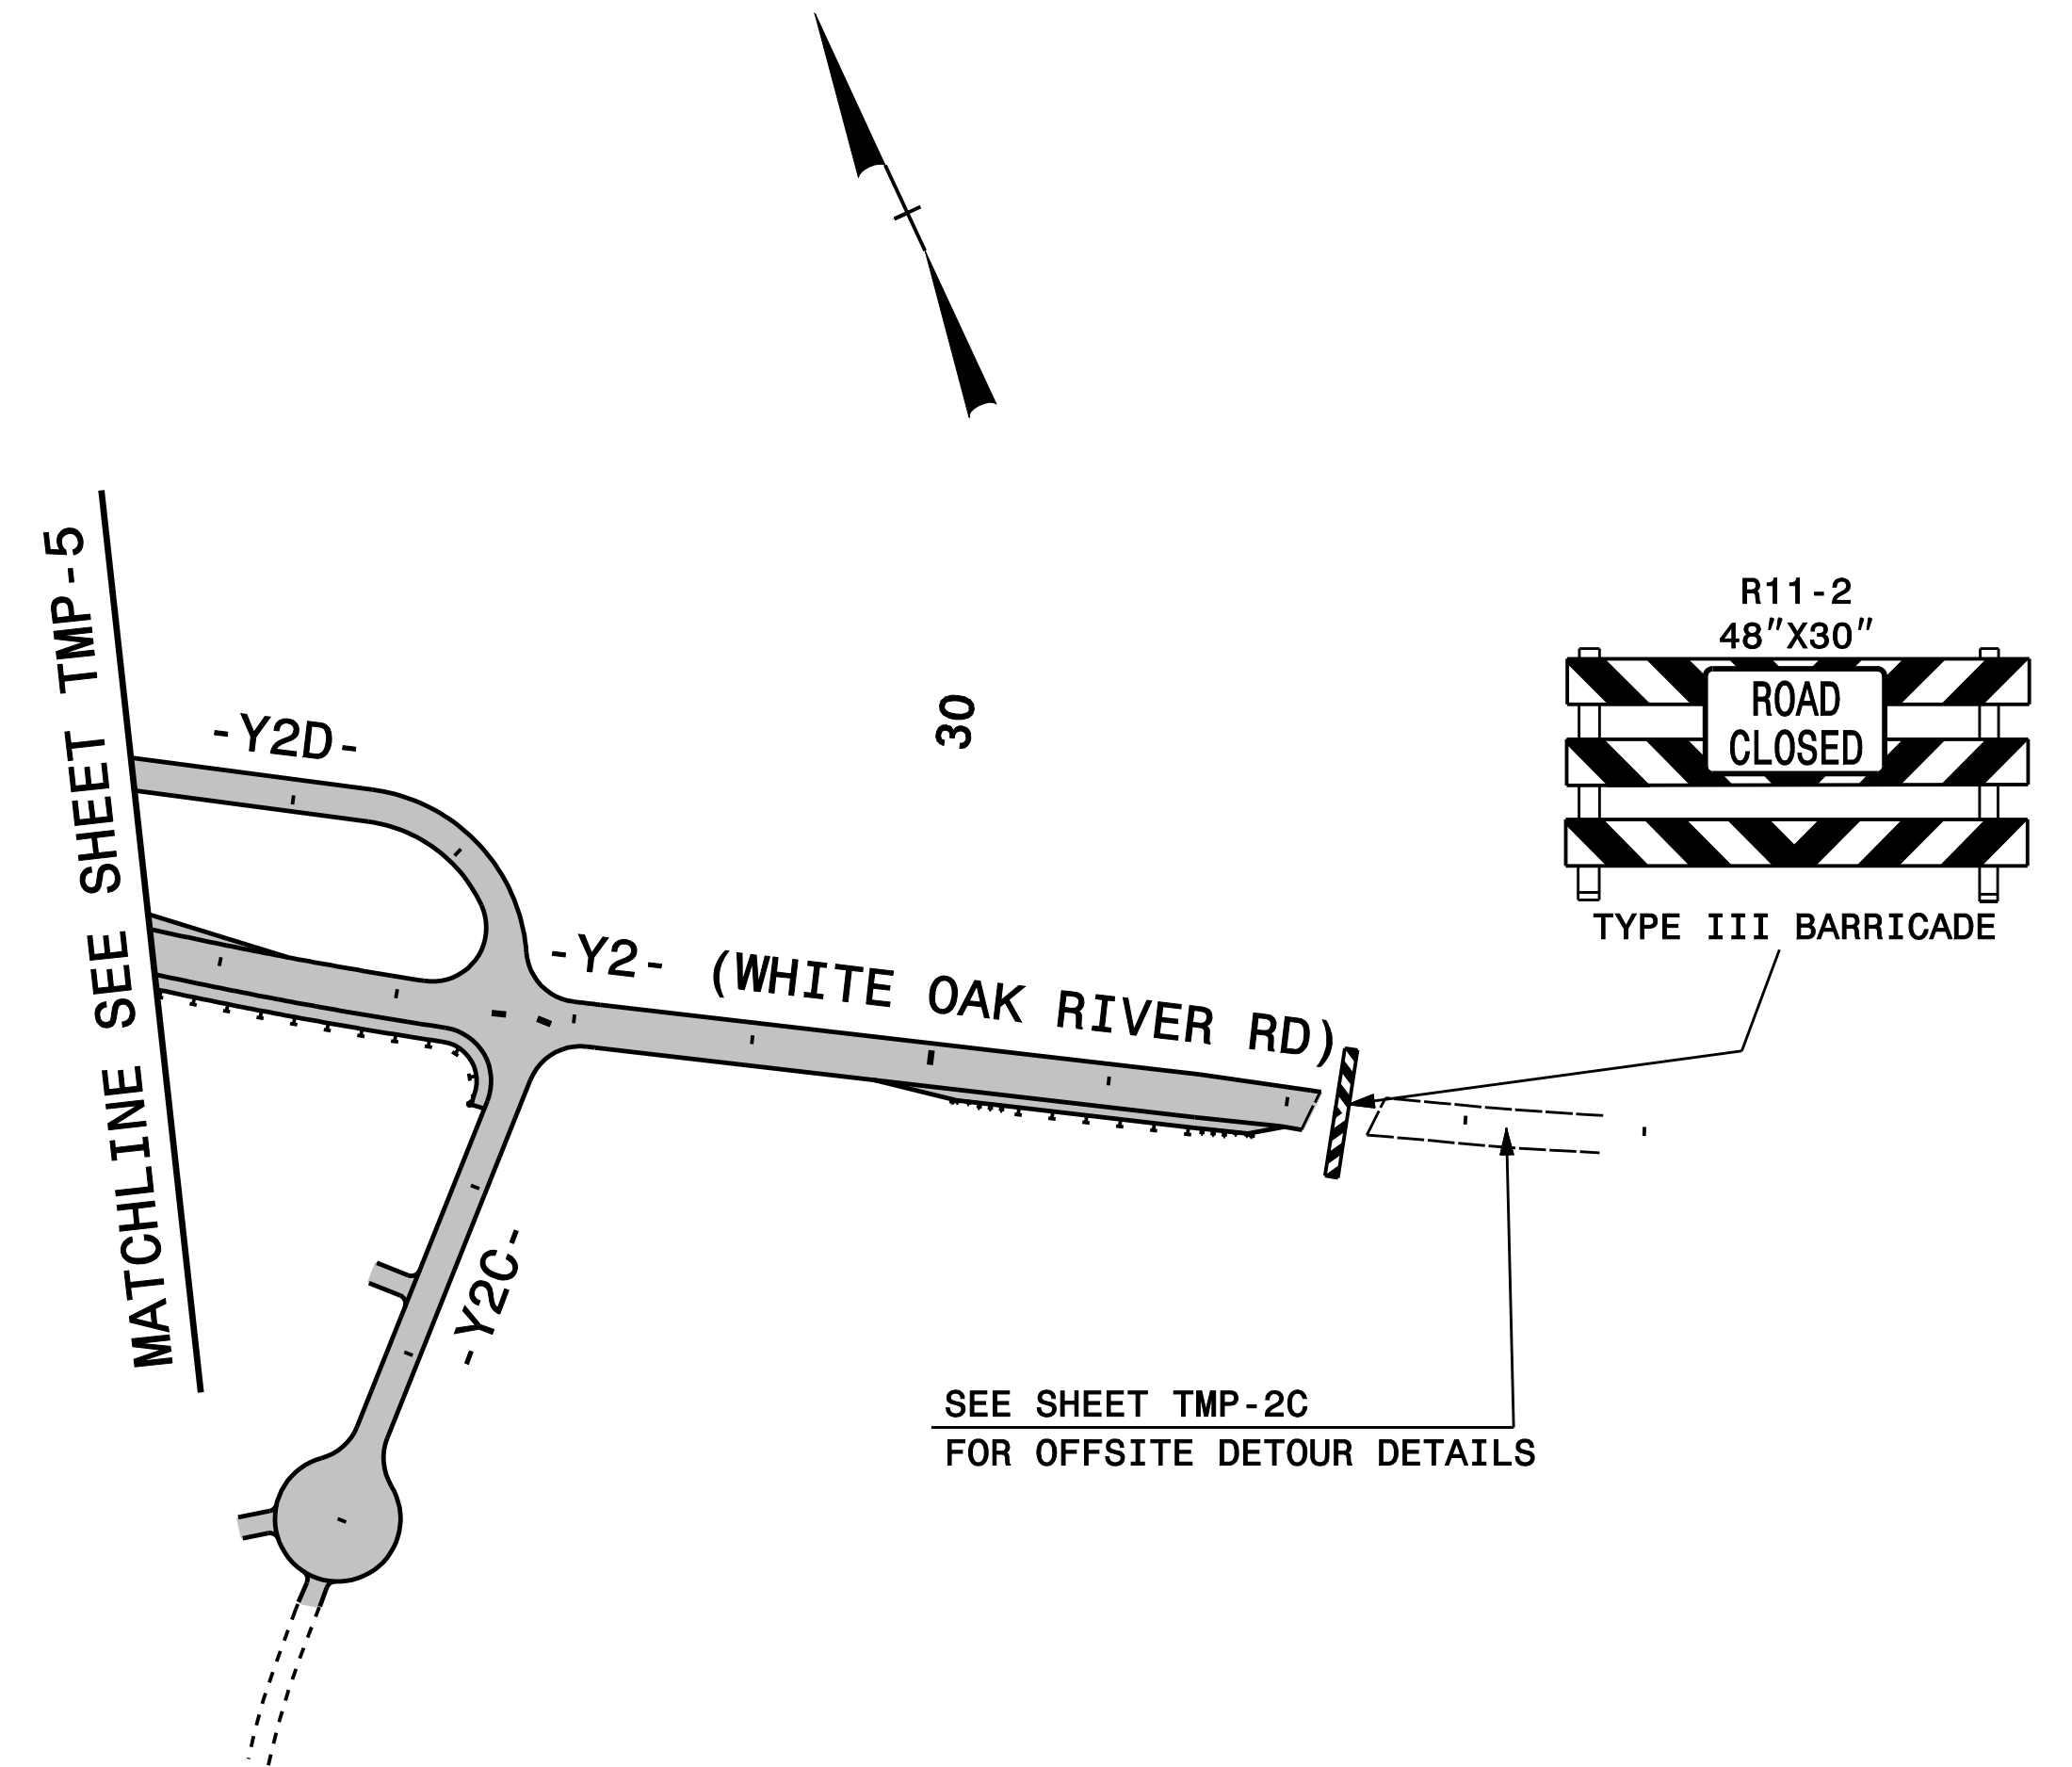 MATCHLINE SEE SHEET TMP-5
-Y2D-
30
R11-2
48"X30"
ROAD
CLOSED
TYPE III BARRICADE
-Y2- (WHITE OAK RIVER RD)
-Y2C-
SEE SHEET TMP-2C
FOR OFFSITE DETOUR DETAILS